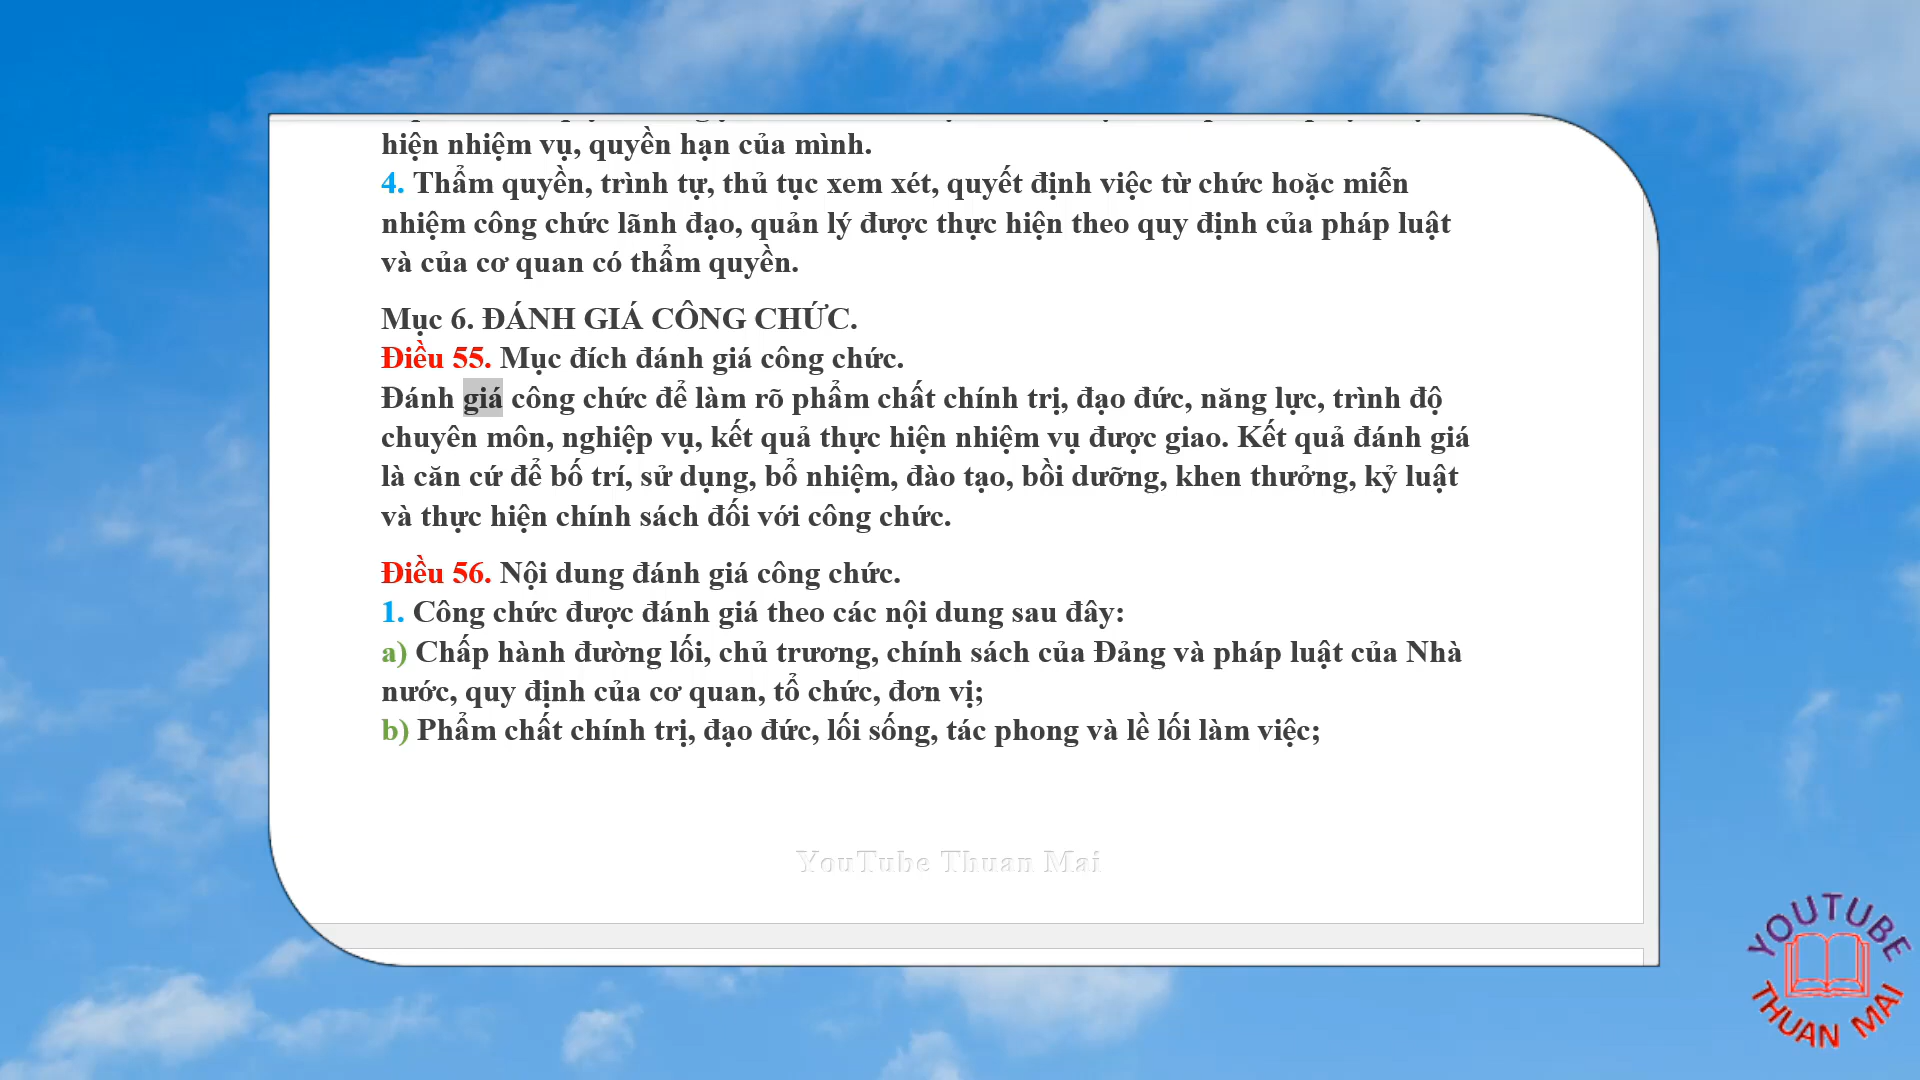 hiện nhiệm vụ, quyền hạn của mình.
4. Thẩm quyền, trình tự, thủ tục xem xét, quyết định việc từ chức hoặc miễn
nhiệm công chức lãnh đạo, quản lý được thực hiện theo quy định của pháp luật
và của cơ quan có thẩm quyền.
Mục 6. ĐÁNH GIÁ CÔNG CHỨC.
Điều 55. Mục đích đánh giá công chức.
Đánh giá công chức để làm rõ phẩm chất chính trị, đạo đức, năng lực, trình độ
chuyên môn, nghiệp vụ, kết quả thực hiện nhiệm vụ được giao. Kết quả đánh giá
là căn cứ để bố trí, sử dụng, bổ nhiệm, đào tạo, bồi dưỡng, khen thưởng, kỷ luật
và thực hiện chính sách đối với công chức.
Điều 56. Nội dung đánh giá công chức.
1. Công chức được đánh giá theo các nội dung sau đây:
a) Chấp hành đường lối, chủ trương, chính sách của Đảng và pháp luật của Nhà
nước, quy định của cơ quan, tổ chức, đơn vị;
b) Phẩm chất chính trị, đạo đức, lối sống, tác phong và lề lối làm việc;
YouTube Thuan Mai
YOUTUBE
THUAN MAI